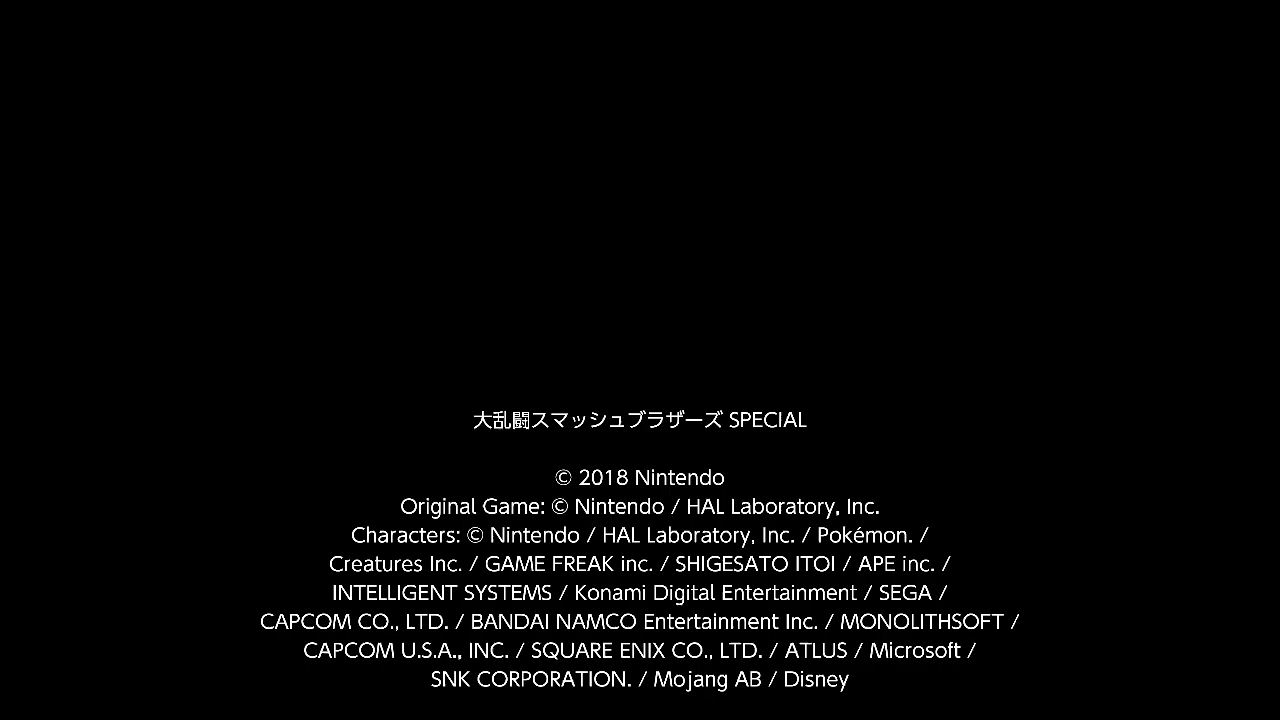 大乱闘スマッシュブラザーズ SPECIAL
© 2018 Nintendo
Original Game: © Nintendo / HAL Laboratory, Inc.
Characters: © Nintendo / HAL Laboratory, Inc. / Pokémon. /
Creatures Inc. / GAME FREAK inc. / SHIGESATO ITOI / APE inc. /
INTELLIGENT SYSTEMS / Konami Digital Entertainment / SEGA /
CAPCOM CO., LTD. / BANDAI NAMCO Entertainment Inc. / MONOLITHSOFT /
CAPCOM U.S.A., INC. / SQUARE ENIX CO., LTD. / ATLUS / Microsoft /
SNK CORPORATION. / Mojang AB / Disney